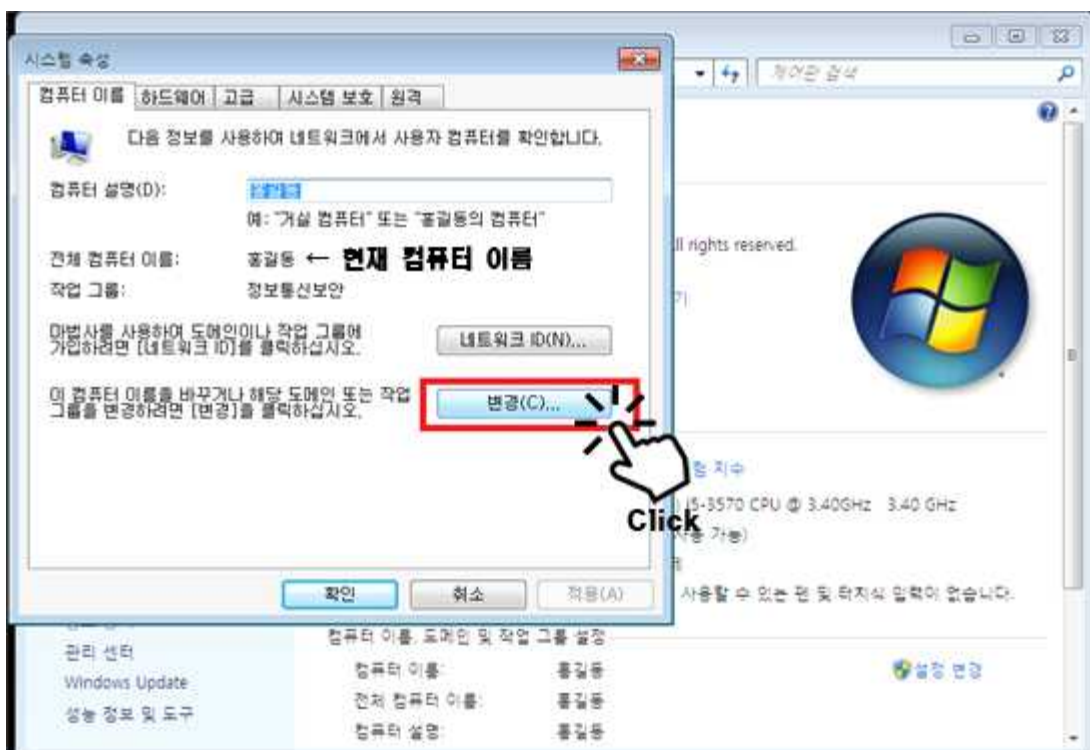 시스템 속성
제어판 검색
컴퓨터 이름 하드웨어 고급 시스템 보호 원격
다음 정보를 사용하여 네트워크에서 사용자 컴퓨터를 확인합니다.
컴퓨터 설명(D): 홍길동
예: "거실 컴퓨터" 또는 "홍길동의 컴퓨터"
전체 컴퓨터 이름: 홍길동 ← 현재 컴퓨터 이름
작업 그룹: 정보통신보안
마법사를 사용하여 도메인이나 작업 그룹에
가입하려면 [네트워크 ID]를 클릭하십시오.
네트워크 ID(N)...
이 컴퓨터 이름을 바꾸거나 해당 도메인 또는 작업
그룹을 변경하려면 [변경]을 클릭하십시오.
변경(C)...
Click
확인 취소 적용(A)
rights reserved.
기
험 지수
i5-3570 CPU @ 3.40GHz 3.40 GHz
사용 가능)
사용할 수 있는 펜 및 터치식 입력이 없습니다.
컴퓨터 이름, 도메인 및 작업 그룹 설정
관리 센터
Windows Update
성능 정보 및 도구
컴퓨터 이름: 홍길동
전체 컴퓨터 이름: 홍길동
컴퓨터 설명: 홍길동
설정 변경